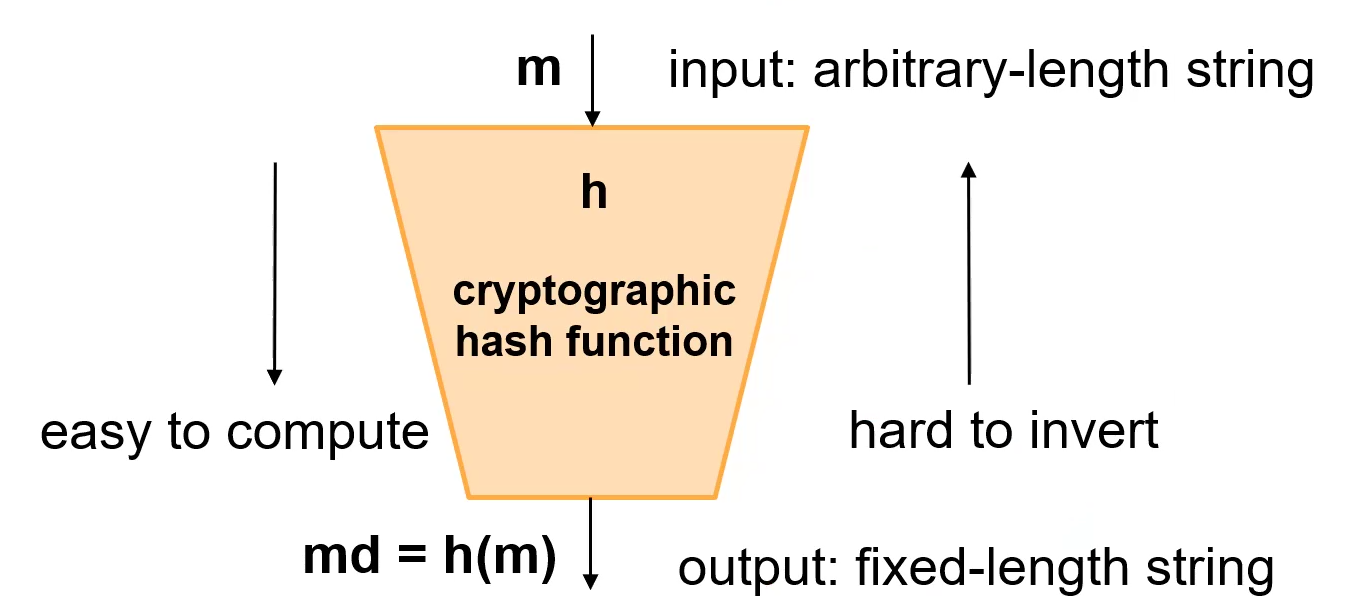 m
input: arbitrary-length string
h
cryptographic
hash function
easy to compute
hard to invert
md = h(m)
output: fixed-length string